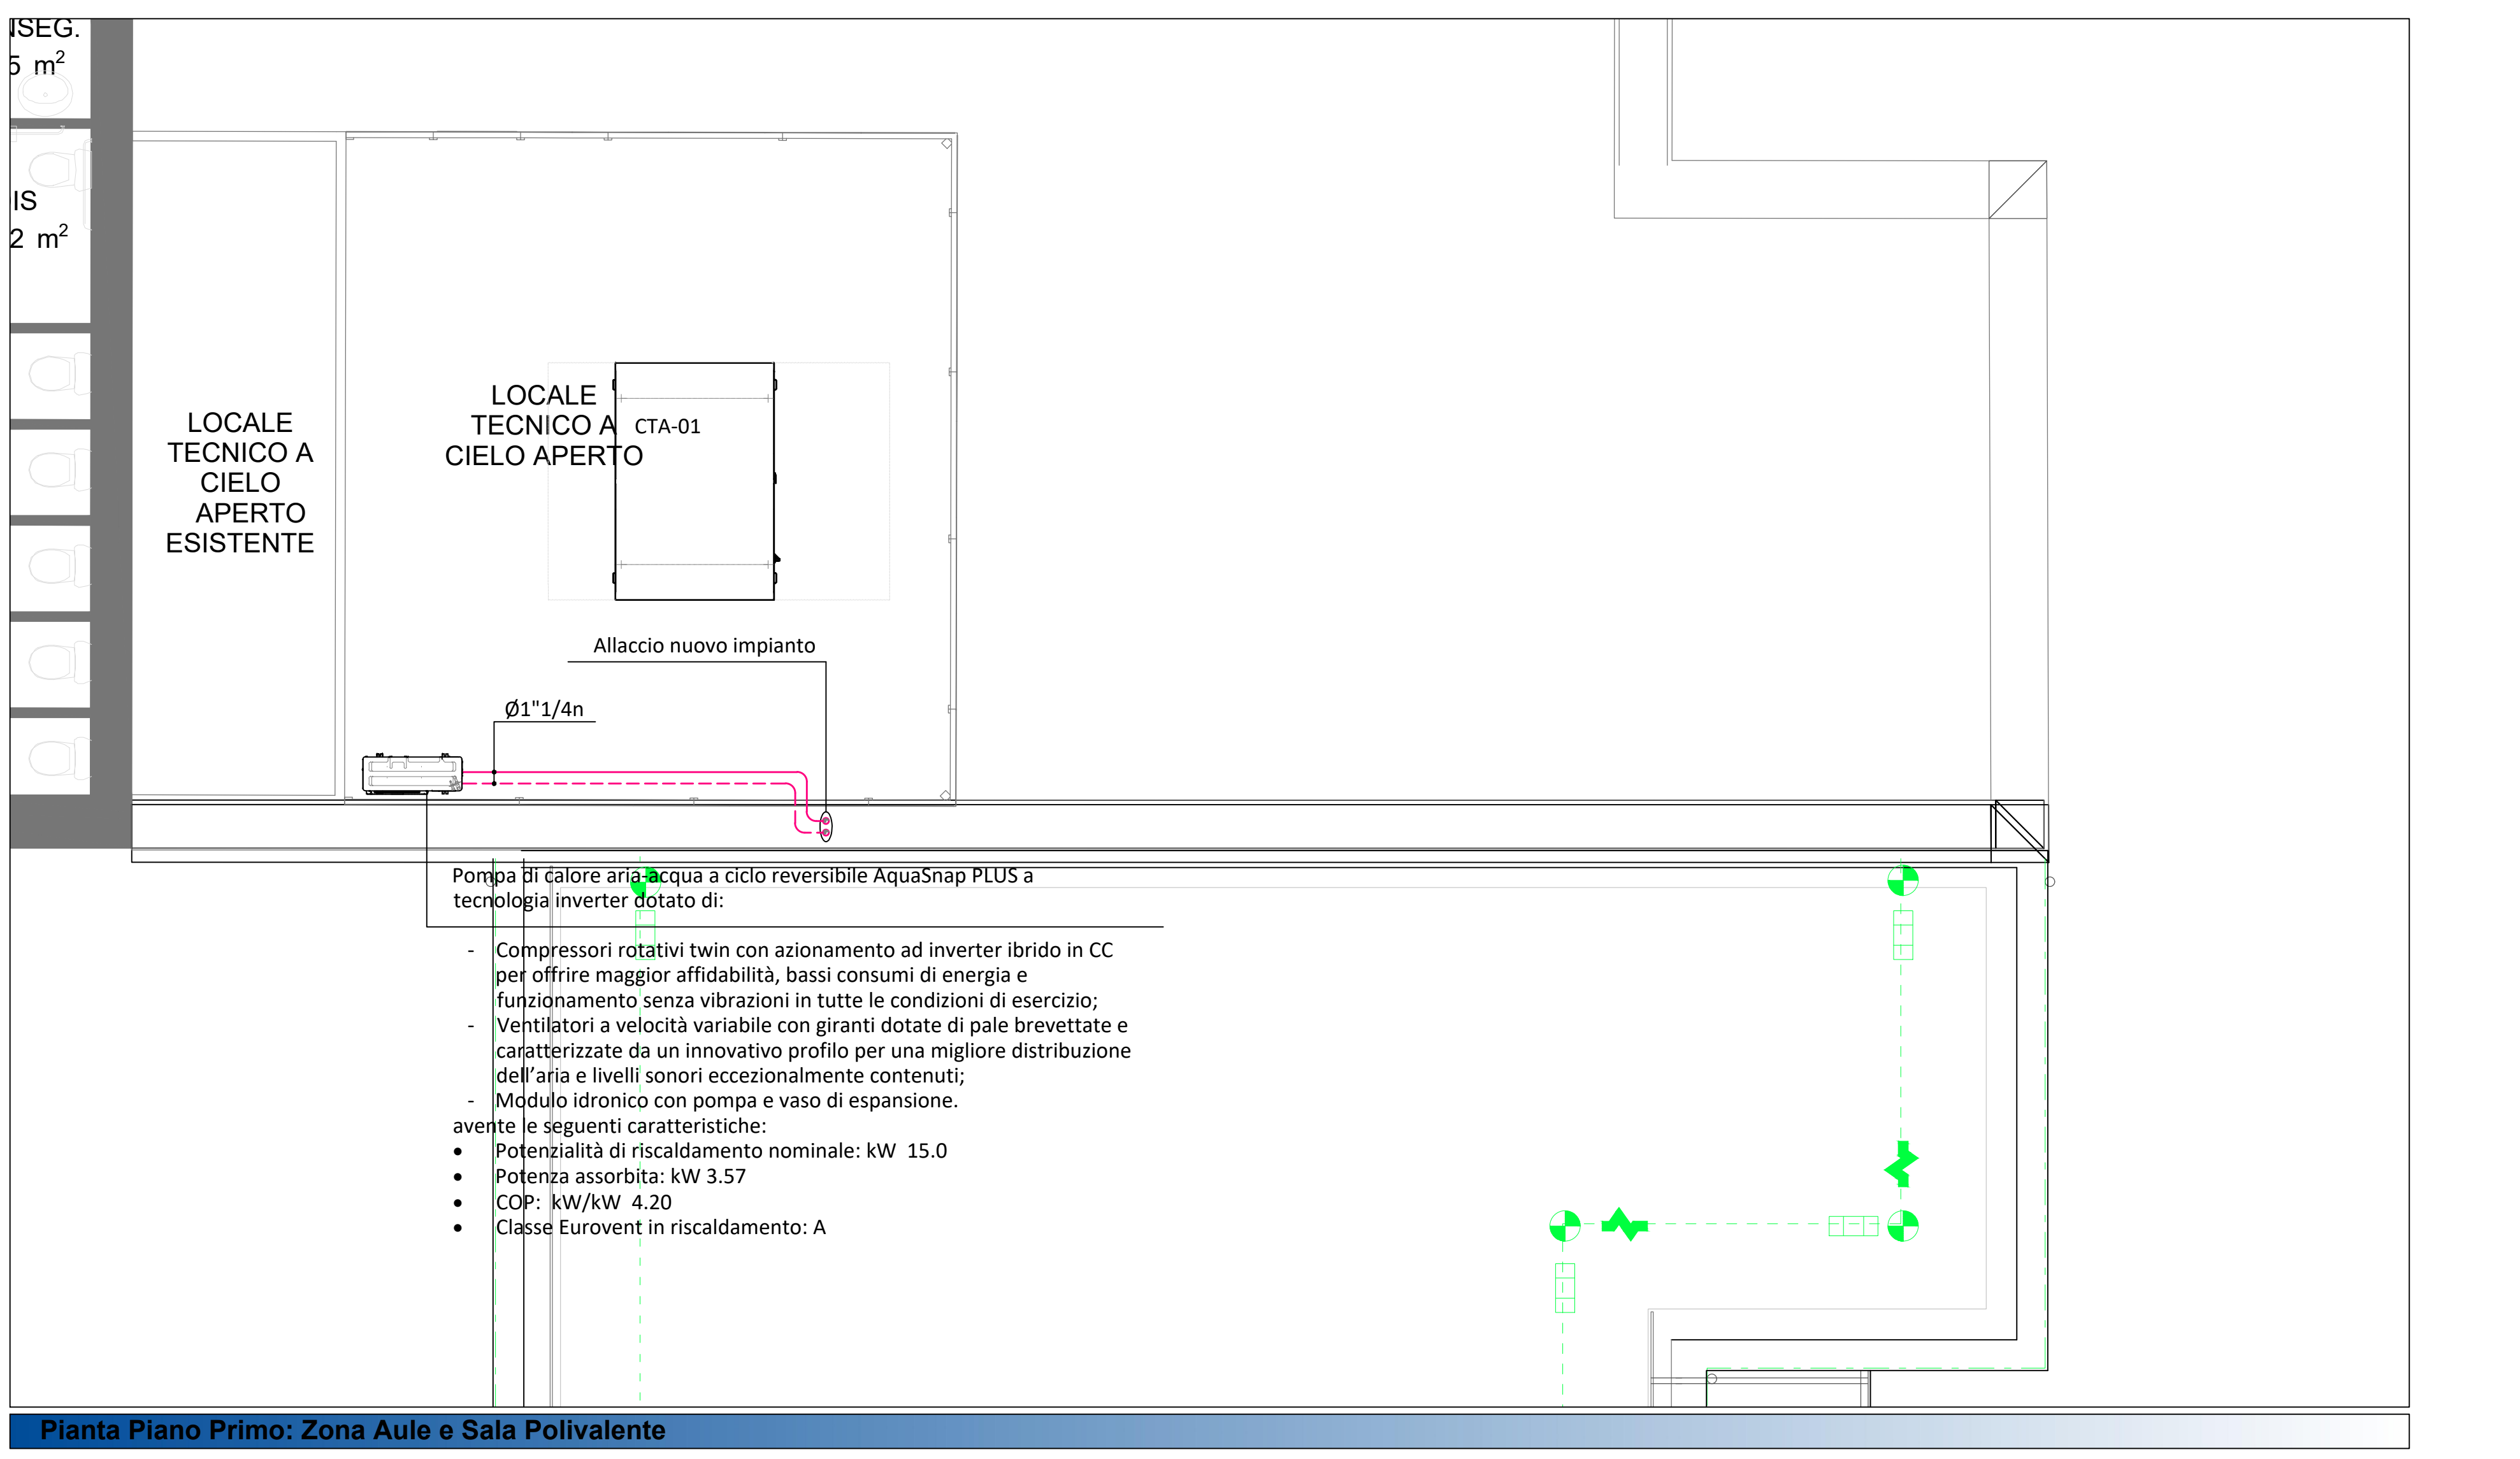 NSEG.
5 m²
IS
2 m²
LOCALE
TECNICO A
CIELO
APERTO
ESISTENTE
LOCALE
TECNICO A
CIELO APERTO
CTA-01
Allaccio nuovo impianto
Ø1"1/4n
Pompa di calore aria-acqua a ciclo reversibile AquaSnap PLUS a
tecnologia inverter dotato di:
- Compressori rotativi twin con azionamento ad inverter ibrido in CC
per offrire maggior affidabilità, bassi consumi di energia e
funzionamento senza vibrazioni in tutte le condizioni di esercizio;
- Ventilatori a velocità variabile con giranti dotate di pale brevettate e
caratterizzate da un innovativo profilo per una migliore distribuzione
dell’aria e livelli sonori eccezionalmente contenuti;
- Modulo idronico con pompa e vaso di espansione.
avente le seguenti caratteristiche:
• Potenzialità di riscaldamento nominale: kW 15.0
• Potenza assorbita: kW 3.57
• COP: kW/kW 4.20
• Classe Eurovent in riscaldamento: A
Pianta Piano Primo: Zona Aule e Sala Polivalente